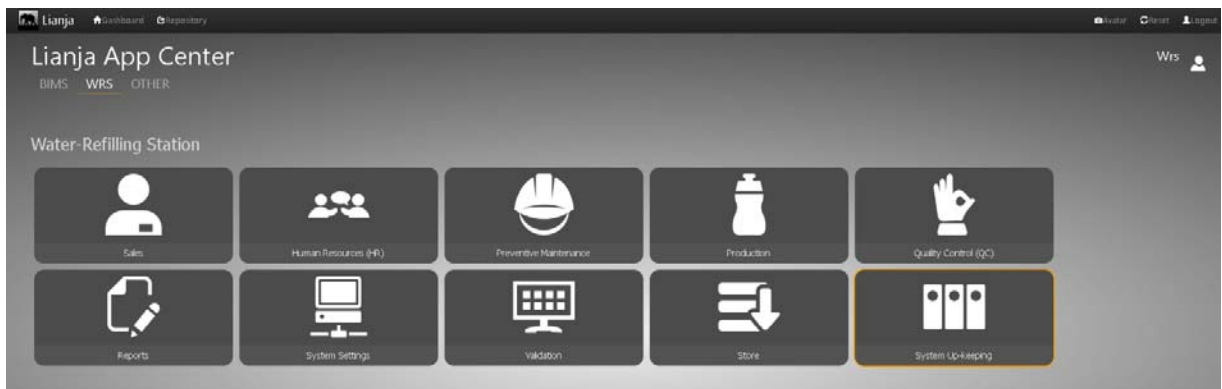 Lianja Dashboard Repository Avatar Reset Logout
Lianja App Center
Wrs
BIMS WRS OTHER
Water-Refilling Station
Sales Human Resources (HR) Preventive Maintenance Production Quality Control (QC)
Reports System Settings Validation Store System Up-keeping